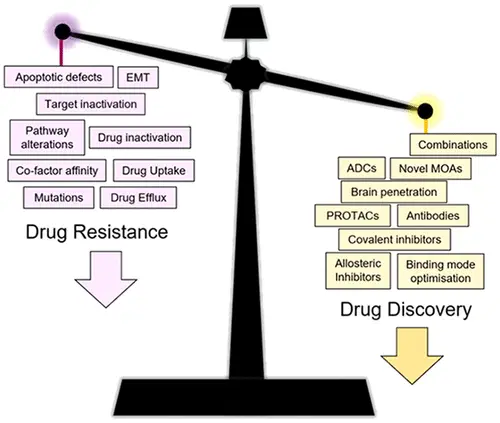 Apoptotic defects
EMT
Target inactivation
Pathway
alterations
Drug inactivation
Co-factor affinity
Drug Uptake
Mutations
Drug Efflux
Drug Resistance
Combinations
ADCs
Novel MOAs
Brain penetration
PROTACs
Antibodies
Covalent inhibitors
Allosteric
Inhibitors
Binding mode
optimisation
Drug Discovery